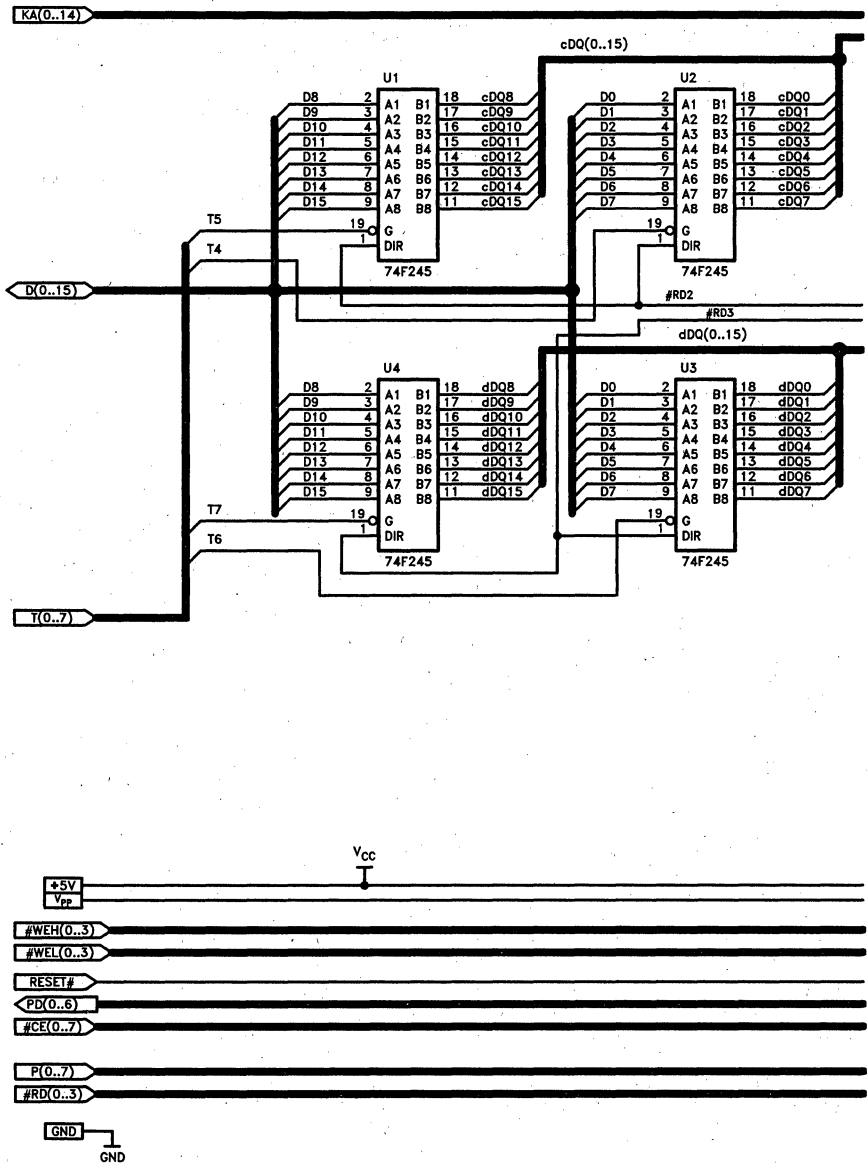 KA(0..14)
cDQ(0..15)
U1 U2
D8 2 A1 B1 18 cDQ8 D0 2 A1 B1 18 cDQ0
D9 3 A2 B2 17 cDQ9 D1 3 A2 B2 17 cDQ1
D10 4 A3 B3 16 cDQ10 D2 4 A3 B3 16 cDQ2
D11 5 A4 B4 15 cDQ11 D3 5 A4 B4 15 cDQ3
D12 6 A5 B5 14 cDQ12 D4 6 A5 B5 14 cDQ4
D13 7 A6 B6 13 cDQ13 D5 7 A6 B6 13 cDQ5
D14 8 A7 B7 12 cDQ14 D6 8 A7 B7 12 cDQ6
D15 9 A8 B8 11 cDQ15 D7 9 A8 B8 11 cDQ7
T5 19 G 19 G
T4 1 DIR 1 DIR
74F245 74F245
D(0..15) #RD2
#RD3
dDQ(0..15)
U4 U3
D8 2 A1 B1 18 dDQ8 D0 2 A1 B1 18 dDQ0
D9 3 A2 B2 17 dDQ9 D1 3 A2 B2 17 dDQ1
D10 4 A3 B3 16 dDQ10 D2 4 A3 B3 16 dDQ2
D11 5 A4 B4 15 dDQ11 D3 5 A4 B4 15 dDQ3
D12 6 A5 B5 14 dDQ12 D4 6 A5 B5 14 dDQ4
D13 7 A6 B6 13 dDQ13 D5 7 A6 B6 13 dDQ5
D14 8 A7 B7 12 dDQ14 D6 8 A7 B7 12 dDQ6
D15 9 A8 B8 11 dDQ15 D7 9 A8 B8 11 dDQ7
T7 19 G 19 G
T6 1 DIR 1 DIR
74F245 74F245
T(0..7)
VCC
+5V
VPP
#WEH(0..3)
#WEL(0..3)
RESET#
PD(0..6)
#CE(0..7)
P(0..7)
#RD(0..3)
GND
GND